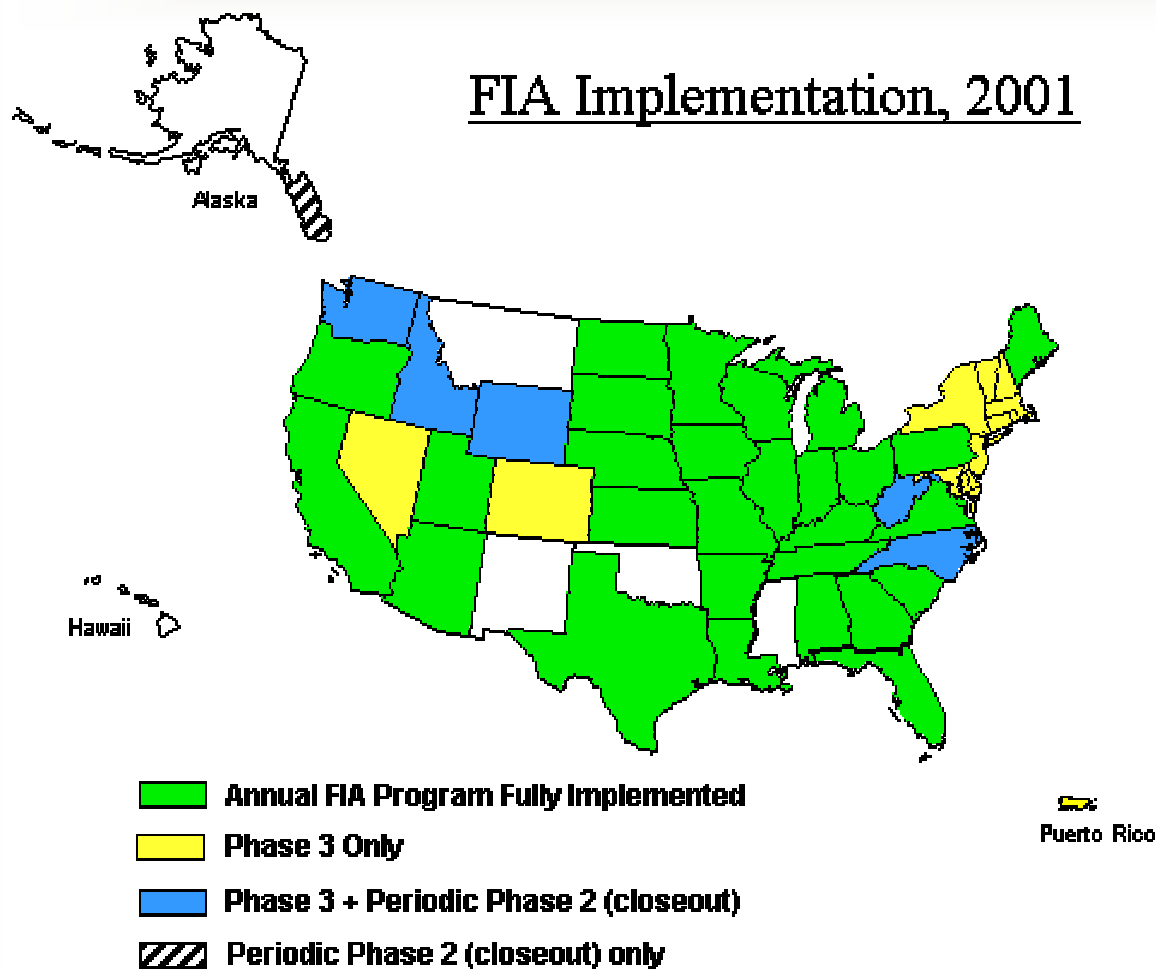 FIA Implementation, 2001
Alaska
Hawaii
Puerto Rico
Annual FIA Program Fully Implemented
Phase 3 Only
Phase 3 + Periodic Phase 2 (closeout)
Periodic Phase 2 (closeout) only